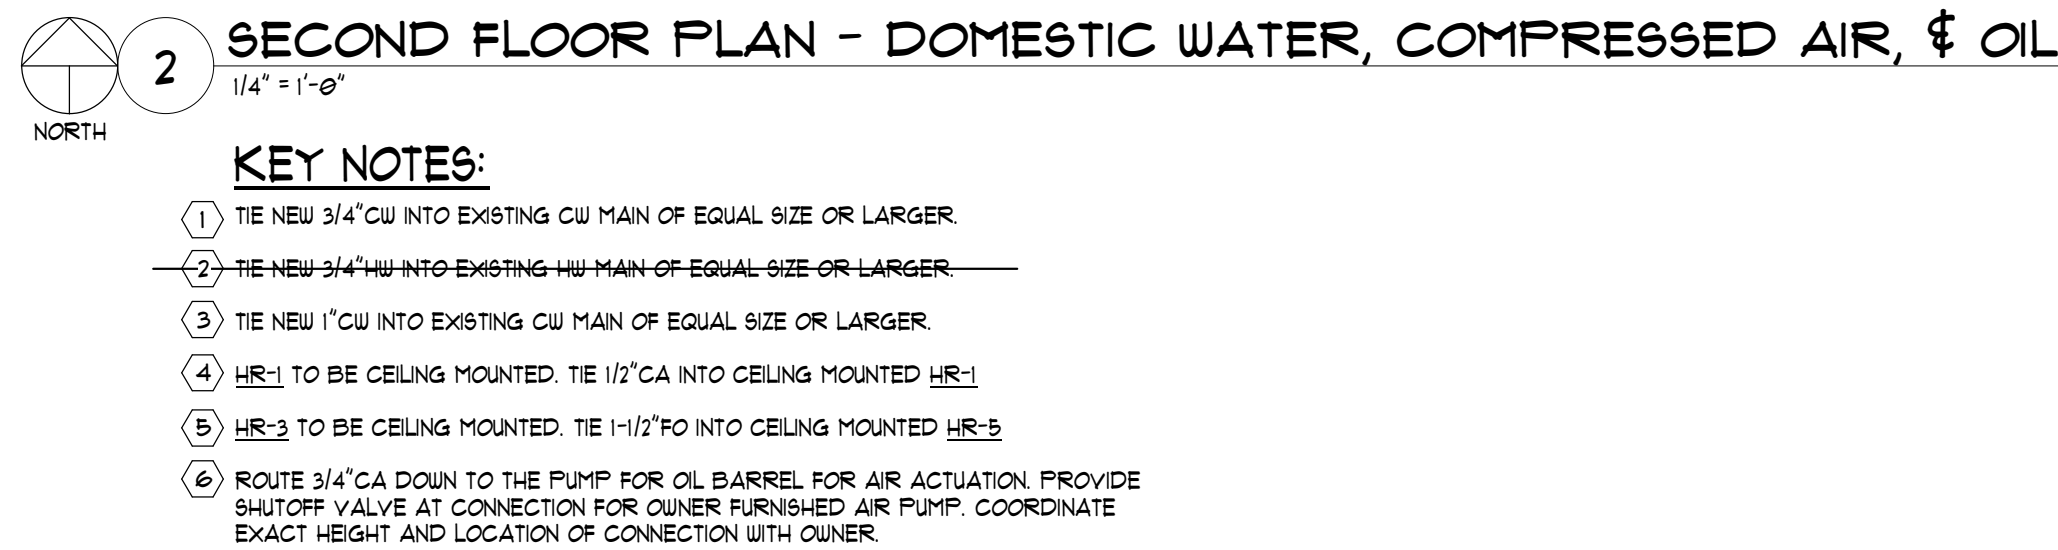 2
SECOND FLOOR PLAN - DOMESTIC WATER, COMPRESSED AIR, & OIL
1/4" = 1'-0"
NORTH
KEY NOTES:
1 TIE NEW 3/4"CW INTO EXISTING CW MAIN OF EQUAL SIZE OR LARGER.
2 TIE NEW 3/4"HW INTO EXISTING HW MAIN OF EQUAL SIZE OR LARGER.
3 TIE NEW 1"CW INTO EXISTING CW MAIN OF EQUAL SIZE OR LARGER.
4 HR-1 TO BE CEILING MOUNTED. TIE 1/2"CA INTO CEILING MOUNTED HR-1
5 HR-3 TO BE CEILING MOUNTED. TIE 1-1/2"FO INTO CEILING MOUNTED HR-5
6 ROUTE 3/4"CA DOWN TO THE PUMP FOR OIL BARREL FOR AIR ACTUATION. PROVIDE
SHUTOFF VALVE AT CONNECTION FOR OWNER FURNISHED AIR PUMP. COORDINATE
EXACT HEIGHT AND LOCATION OF CONNECTION WITH OWNER.